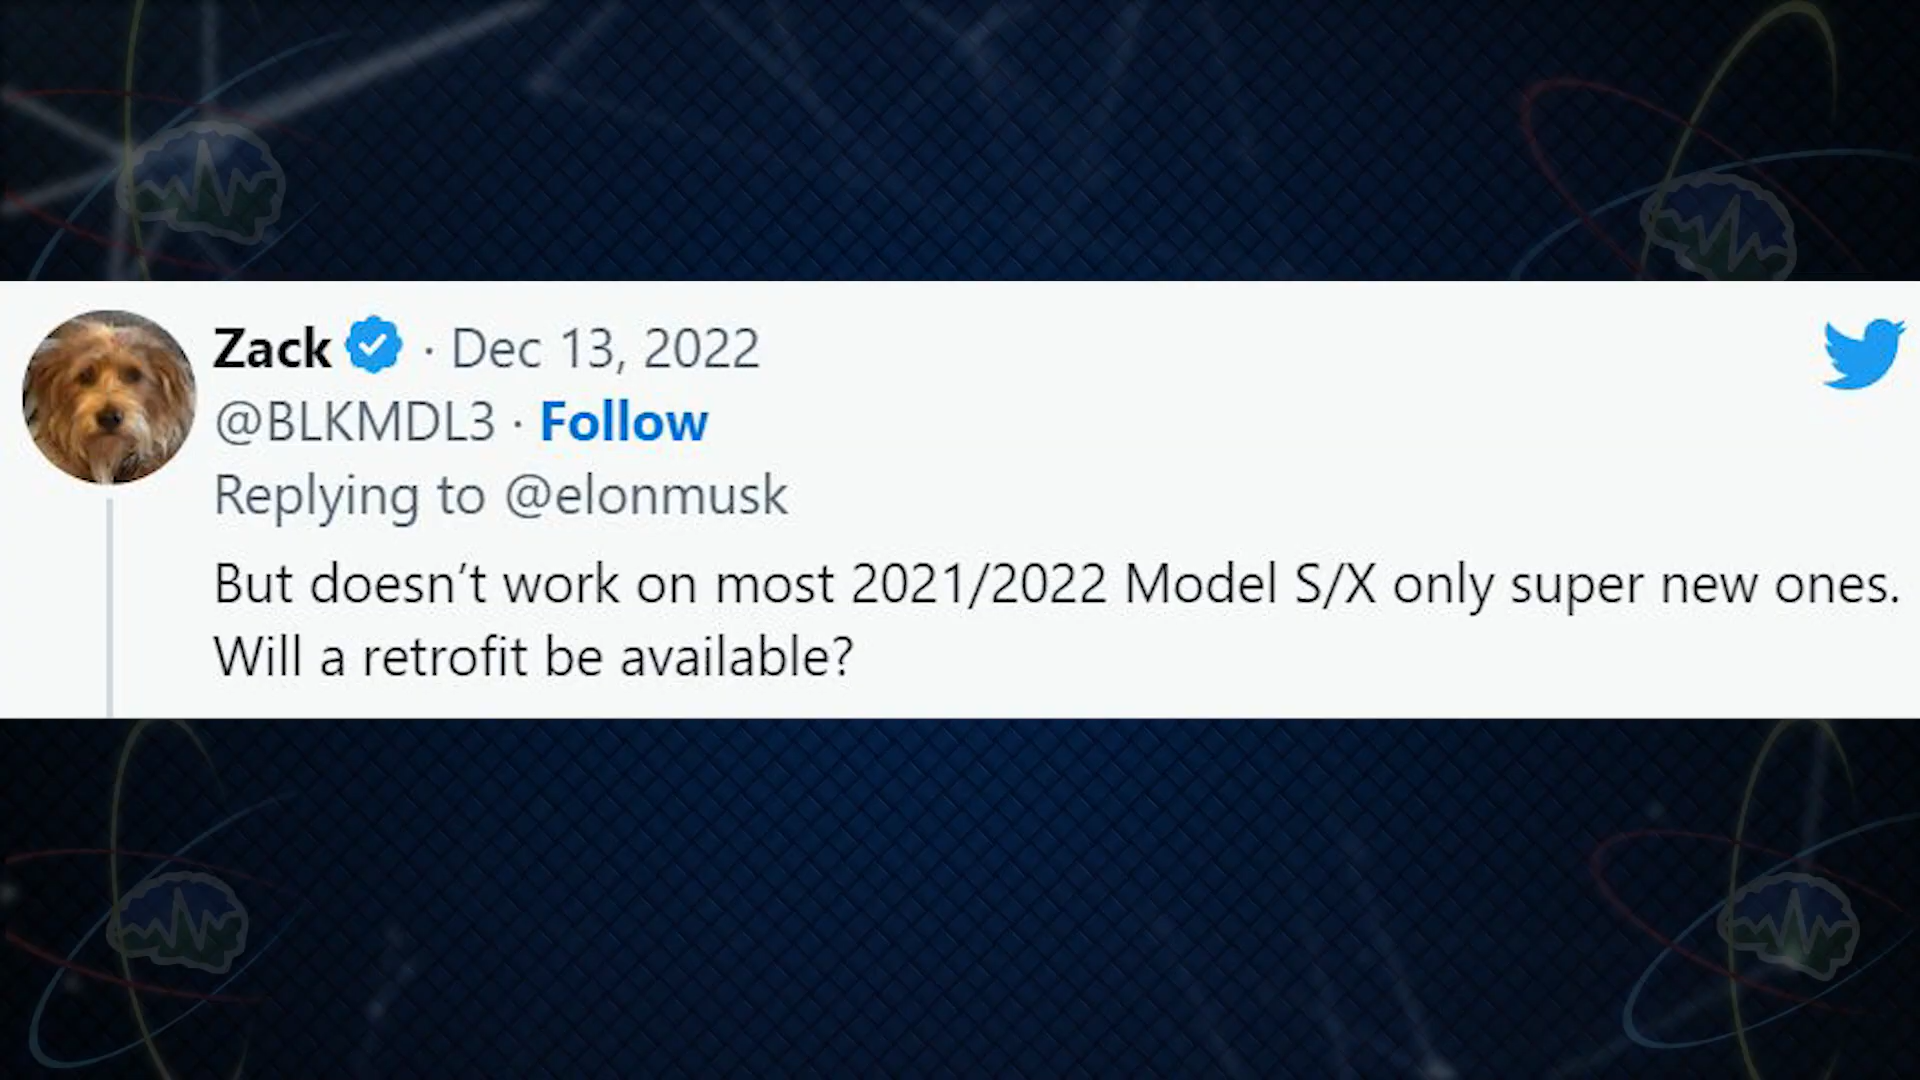 Zack · Dec 13, 2022
@BLKMDL3 · Follow
Replying to @elonmusk
But doesn’t work on most 2021/2022 Model S/X only super new ones.
Will a retrofit be available?